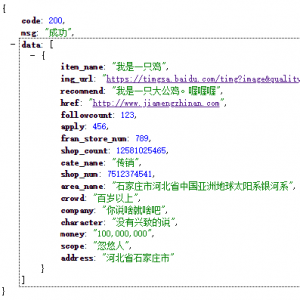 {
code: 200,
msg: "成功",
- data: [
- {
item_name: "我是一只鸡",
img_url: "https://timgsa.baidu.com/timg?image&quality
recommend: "我是一只大公鸡。喔喔喔",
href: "http://www.jiamengzhinan.com",
followcount: 123,
apply: 456,
fran_store_num: 789,
shop_count: 12581025465,
cate_name: "传销",
shop_num: 7512374541,
area_name: "石家庄市河北省中国亚洲地球太阳系银河系",
crowd: "百岁以上",
company: "你说啥就啥吧",
character: "没有兴致的说",
money: "100,000,000",
scope: "忽悠人",
address: "河北省石家庄市"
}
]
}